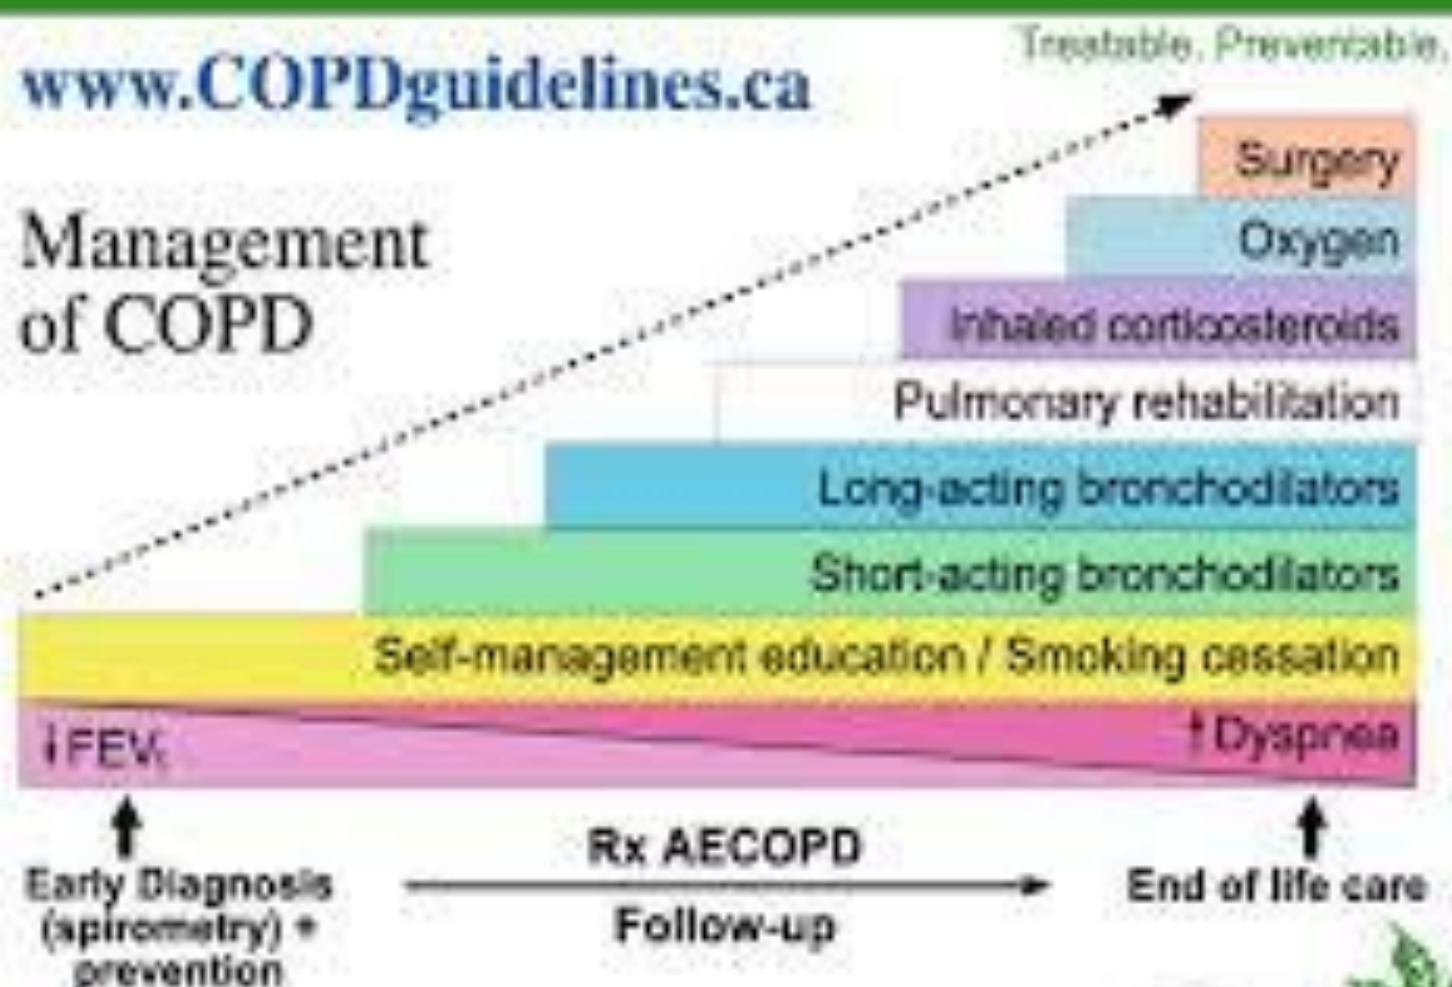 Treatable. Preventable.
www.COPDguidelines.ca
Management
of COPD
Surgery
Oxygen
Inhaled corticosteroids
Pulmonary rehabilitation
Long-acting bronchodilators
Short-acting bronchodilators
Self-management education / Smoking cessation
↓FEV₁
↑Dyspnea
Rx AECOPD
Follow-up
Early Diagnosis
(spirometry) +
prevention
End of life care